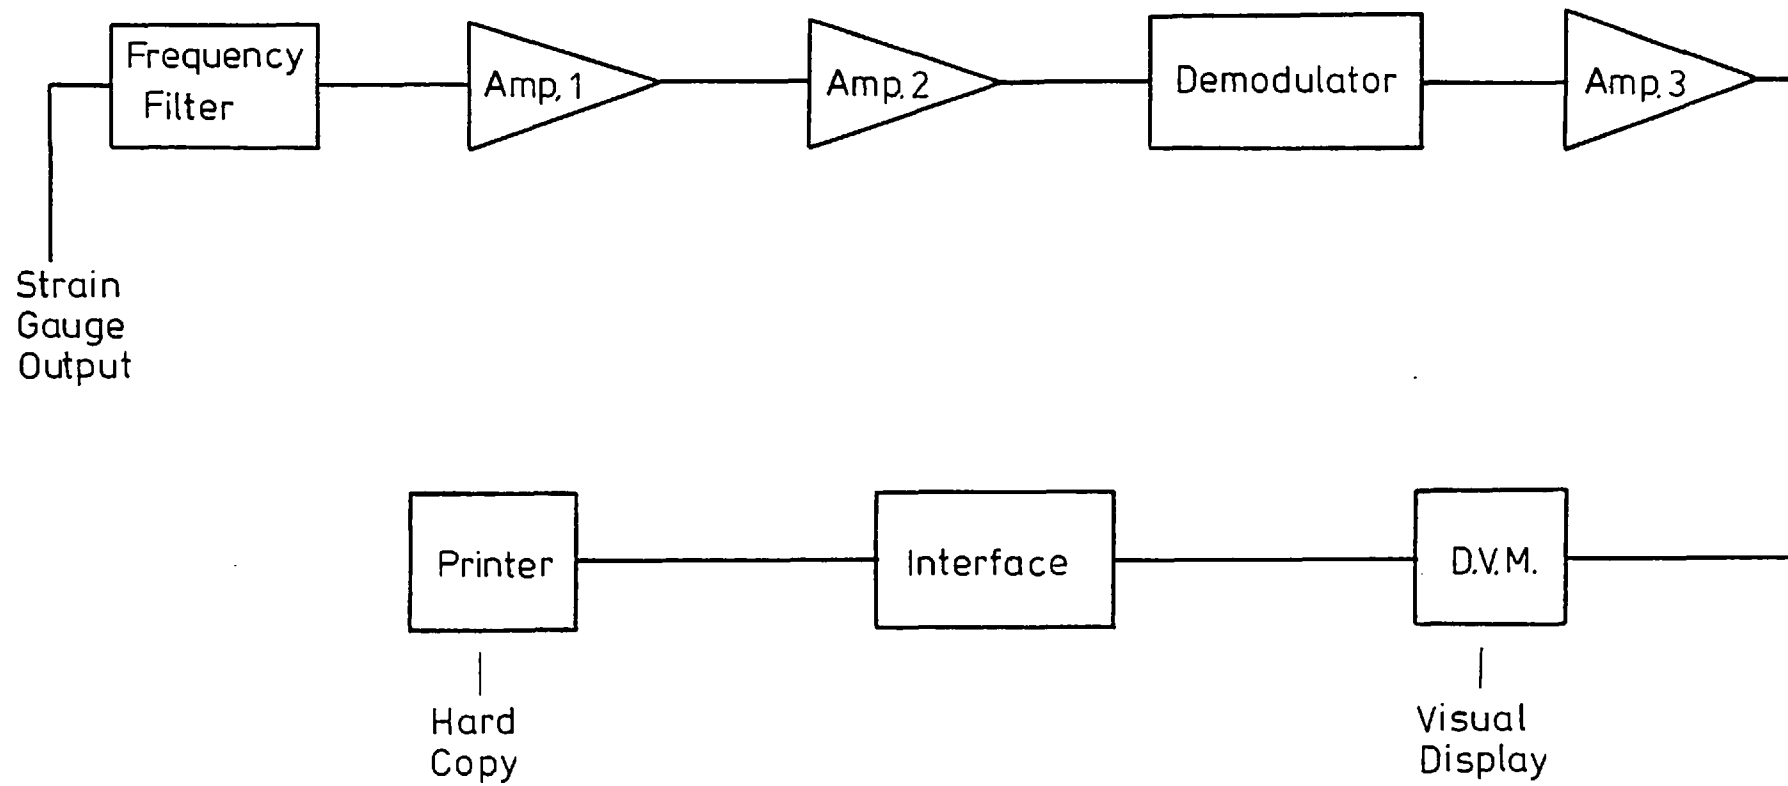 Frequency
Filter
Amp.1
Amp.2
Demodulator
Amp.3
Strain
Gauge
Output
Printer
Interface
D.V.M.
Hard
Copy
Visual
Display